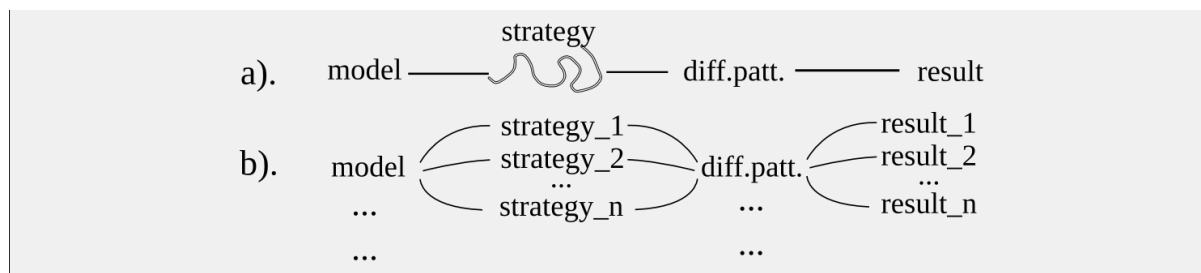 strategy
a). model diff.patt. result
strategy_1 result_1
b). model strategy_2 diff.patt. result_2
... ...
... strategy_n ... result_n
... ...